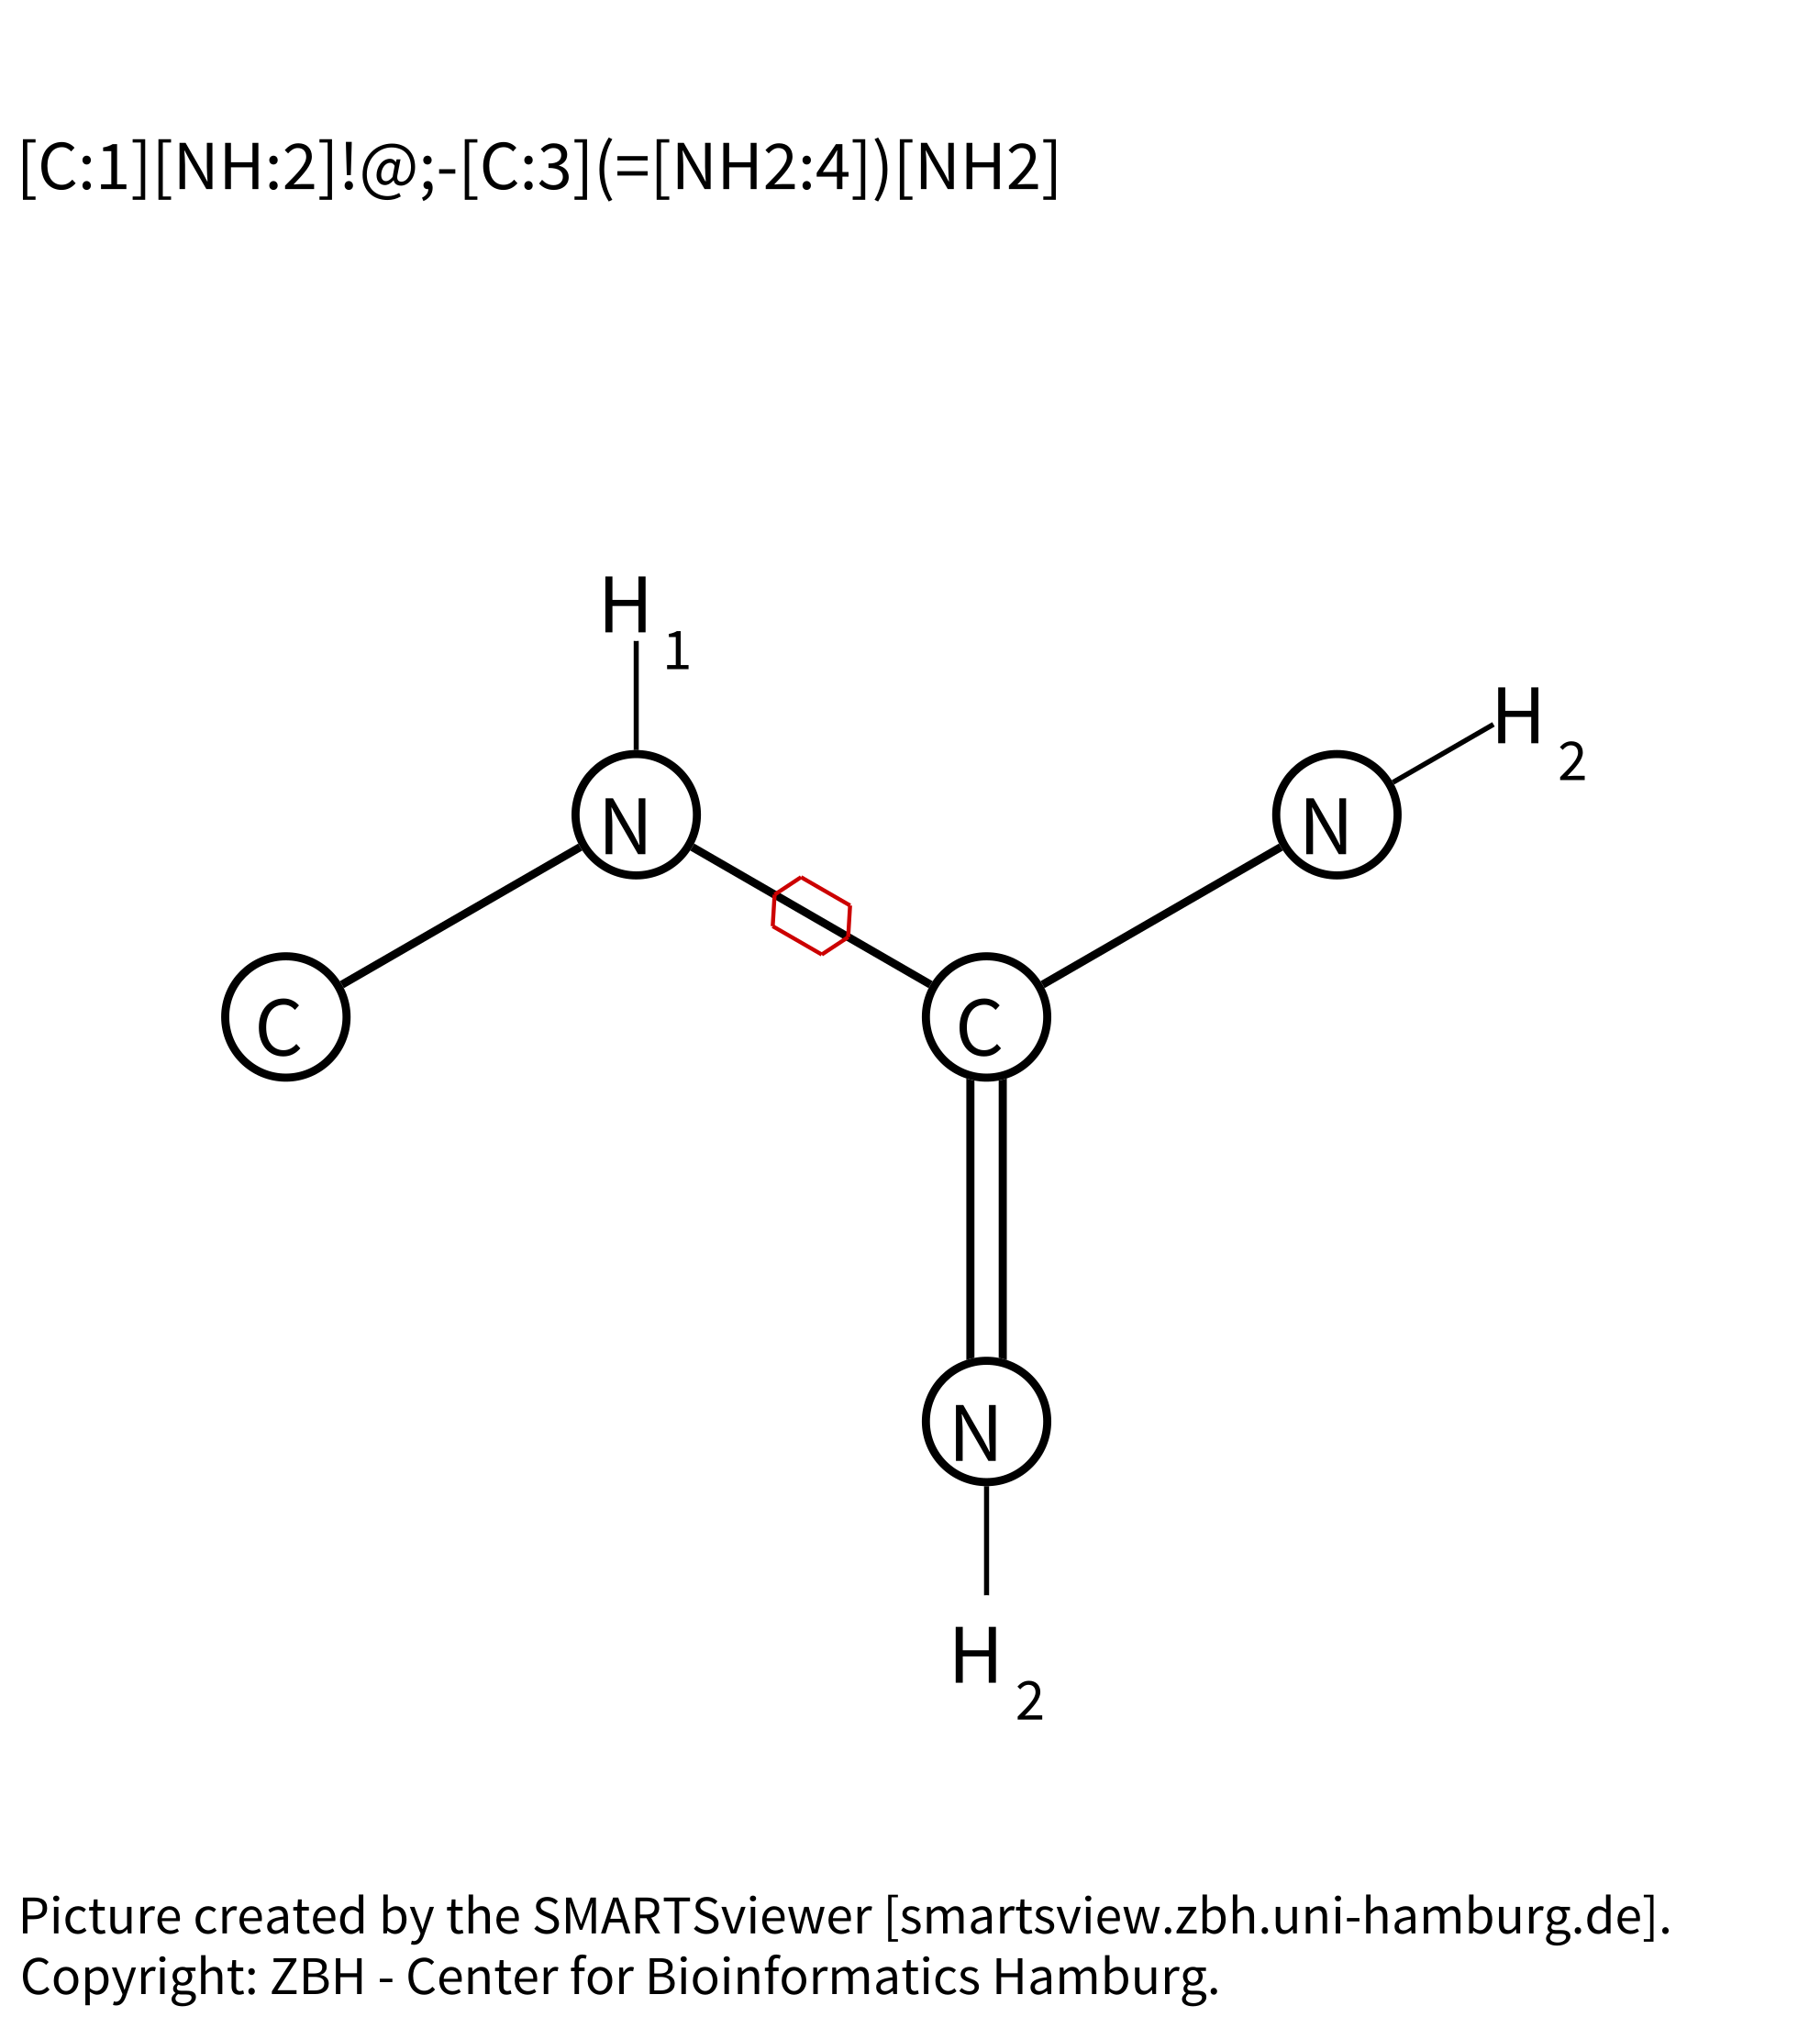 [C:1][NH:2]!@;-[C:3](=[NH2:4])[NH2]
H 1
H 2
N
N
C
C
N
H 2
Picture created by the SMARTSviewer [smartsview.zbh.uni-hamburg.de].
Copyright: ZBH - Center for Bioinformatics Hamburg.